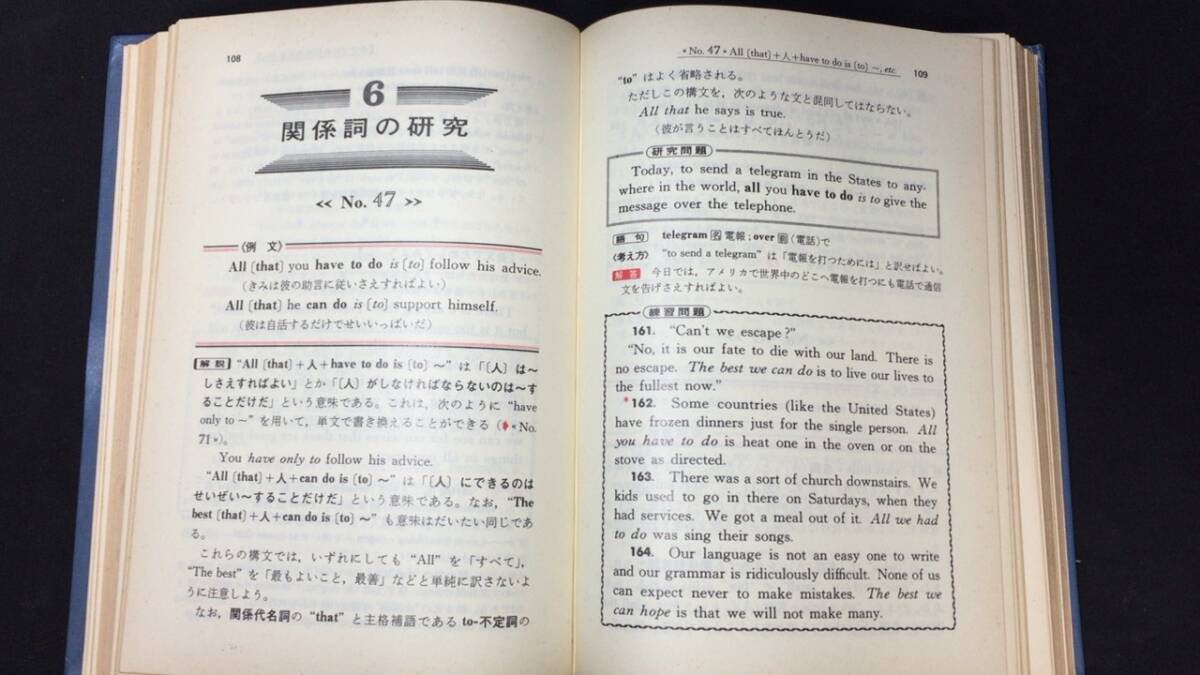 108
6
関係詞の研究
≪ No. 47 ≫
〈例 文〉
All 〔that〕 you have to do is 〔to〕 follow his advice.
(きみは彼の助言に従いさえすればよい)
All 〔that〕 he can do is 〔to〕 support himself.
(彼は自活するだけでせいいっぱいだ)
解説 “All 〔that〕+人+have to do is 〔to〕 ～” は「〔人〕は～
しさえすればよい」とか「〔人〕がしなければならないのは～す
ることだけだ」という意味である。これは，次のように “have
only to ～” を用いて，単文で書き換えることができる (➧ «No.
71»)。
You have only to follow his advice.
“All 〔that〕+人+can do is 〔to〕 ～” は「〔人〕にできるのは
せいぜい～することだけだ」という意味である。なお，“The
best 〔that〕+人+can do is 〔to〕 ～” も意味はだいたい同じであ
る。
これらの構文では，いずれにしても “All” を「すべて」，
“The best” を「最もよいこと，最善」などと単純に訳さないよう
に注意しよう。
なお，関係代名詞の “that” と主格補語である to-不定詞の
«No. 47» All 〔that〕+人+have to do is 〔to〕 ～, etc. 109
“to” はよく省略される。
ただしこの構文を，次のような文と混同してはならない。
All that he says is true.
(彼が言うことはすべてほんとうだ)
研究問題
Today, to send a telegram in the States to any-
where in the world, all you have to do is to give the
message over the telephone.
語句 telegram 名 電報；over 前 (電話)で
〈考え方〉 “to send a telegram” は「電報を打つためには」と訳せばよい。
解答 今日では，アメリカで世界中のどこへ電報を打つにも電話で通信
文を告げさえすればよい。
練習問題
161. “Can't we escape?”
“No, it is our fate to die with our land. There is
no escape. The best we can do is to live our lives to
the fullest now.”
*162. Some countries (like the United States)
have frozen dinners just for the single person. All
you have to do is heat one in the oven or on the
stove as directed.
163. There was a sort of church downstairs. We
kids used to go in there on Saturdays, when they
had services. We got a meal out of it. All we had
to do was sing their songs.
164. Our language is not an easy one to write
and our grammar is ridiculously difficult. None of us
can expect never to make mistakes. The best we
can hope is that we will not make many.